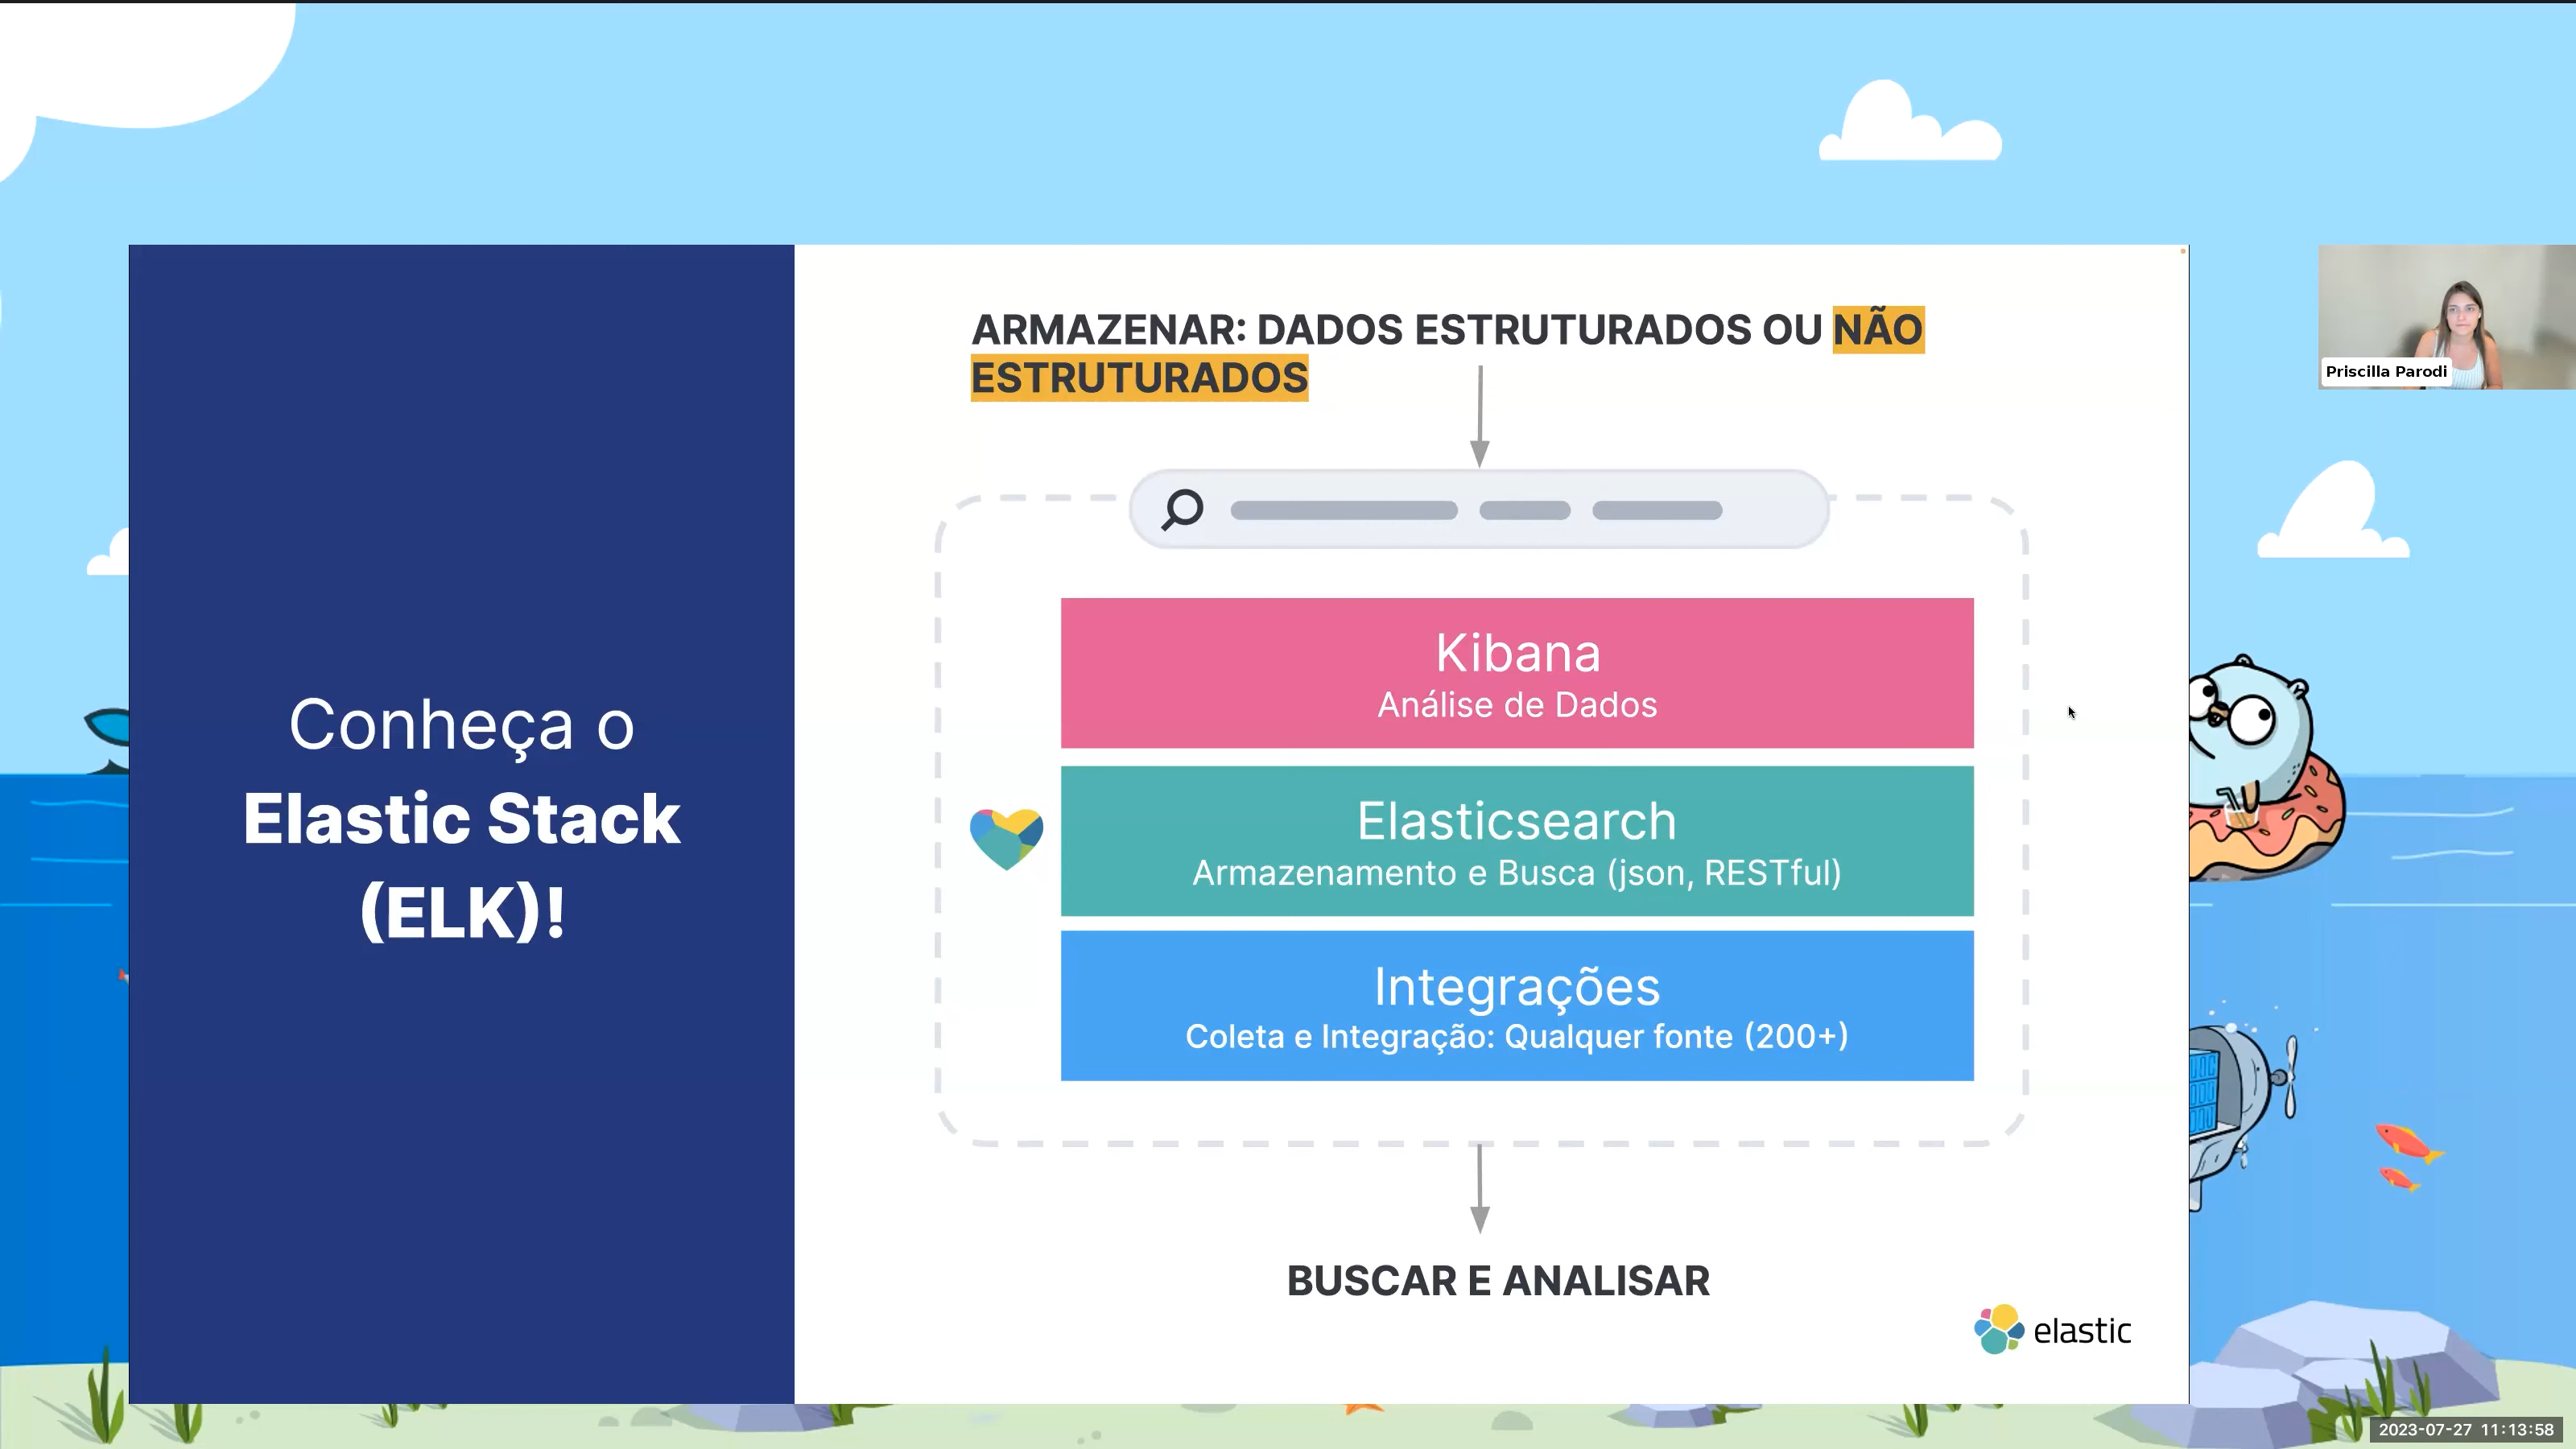 ARMAZENAR: DADOS ESTRUTURADOS OU NÃO
ESTRUTURADOS
Priscilla Parodi
Conheça o
Elastic Stack
(ELK)!
Kibana
Análise de Dados
Elasticsearch
Armazenamento e Busca (json, RESTful)
Integrações
Coleta e Integração: Qualquer fonte (200+)
BUSCAR E ANALISAR
elastic
2023-07-27 11:13:58